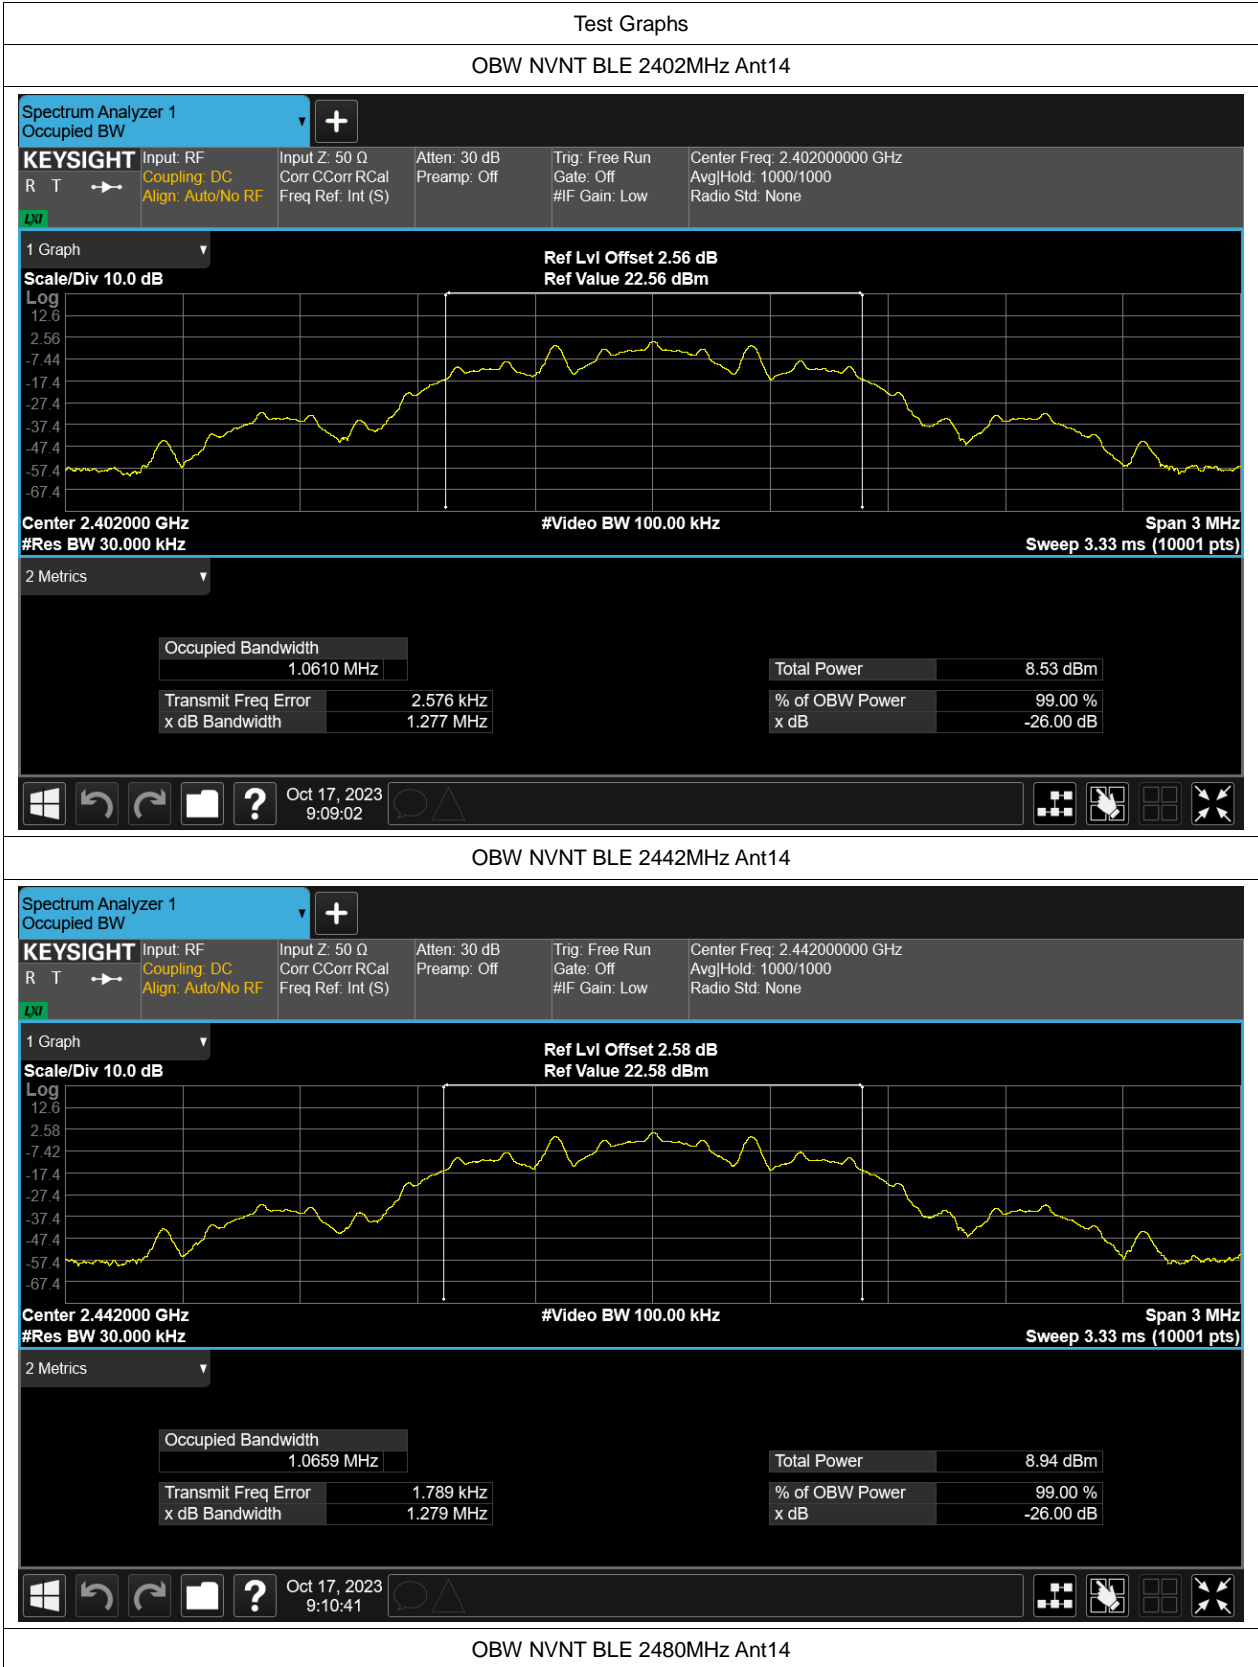 Test Graphs
OBW NVNT BLE 2402MHz Ant14
Spectrum Analyzer 1
Occupied BW
KEYSIGHT
R T
LXI
Input: RF
Coupling: DC
Align: Auto/No RF
Input Z: 50 Ω
Corr CCorr RCal
Freq Ref: Int (S)
Atten: 30 dB
Preamp: Off
Trig: Free Run
Gate: Off
#IF Gain: Low
Center Freq: 2.402000000 GHz
Avg|Hold: 1000/1000
Radio Std: None
1 Graph
Scale/Div 10.0 dB
Ref Lvl Offset 2.56 dB
Ref Value 22.56 dBm
Log
12.6
2.56
-7.44
-17.4
-27.4
-37.4
-47.4
-57.4
-67.4
Center 2.402000 GHz
#Res BW 30.000 kHz
#Video BW 100.00 kHz
Span 3 MHz
Sweep 3.33 ms (10001 pts)
2 Metrics
Occupied Bandwidth
1.0610 MHz
Transmit Freq Error 2.576 kHz
x dB Bandwidth 1.277 MHz
Total Power 8.53 dBm
% of OBW Power 99.00 %
x dB -26.00 dB
?
Oct 17, 2023
9:09:02
OBW NVNT BLE 2442MHz Ant14
Spectrum Analyzer 1
Occupied BW
KEYSIGHT
R T
LXI
Input: RF
Coupling: DC
Align: Auto/No RF
Input Z: 50 Ω
Corr CCorr RCal
Freq Ref: Int (S)
Atten: 30 dB
Preamp: Off
Trig: Free Run
Gate: Off
#IF Gain: Low
Center Freq: 2.442000000 GHz
Avg|Hold: 1000/1000
Radio Std: None
1 Graph
Scale/Div 10.0 dB
Ref Lvl Offset 2.58 dB
Ref Value 22.58 dBm
Log
12.6
2.58
-7.42
-17.4
-27.4
-37.4
-47.4
-57.4
-67.4
Center 2.442000 GHz
#Res BW 30.000 kHz
#Video BW 100.00 kHz
Span 3 MHz
Sweep 3.33 ms (10001 pts)
2 Metrics
Occupied Bandwidth
1.0659 MHz
Transmit Freq Error 1.789 kHz
x dB Bandwidth 1.279 MHz
Total Power 8.94 dBm
% of OBW Power 99.00 %
x dB -26.00 dB
?
Oct 17, 2023
9:10:41
OBW NVNT BLE 2480MHz Ant14